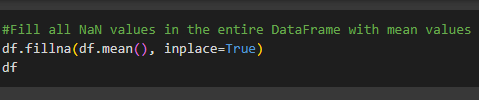 #Fill all NaN values in the entire DataFrame with mean values
df.fillna(df.mean(), inplace=True)
df